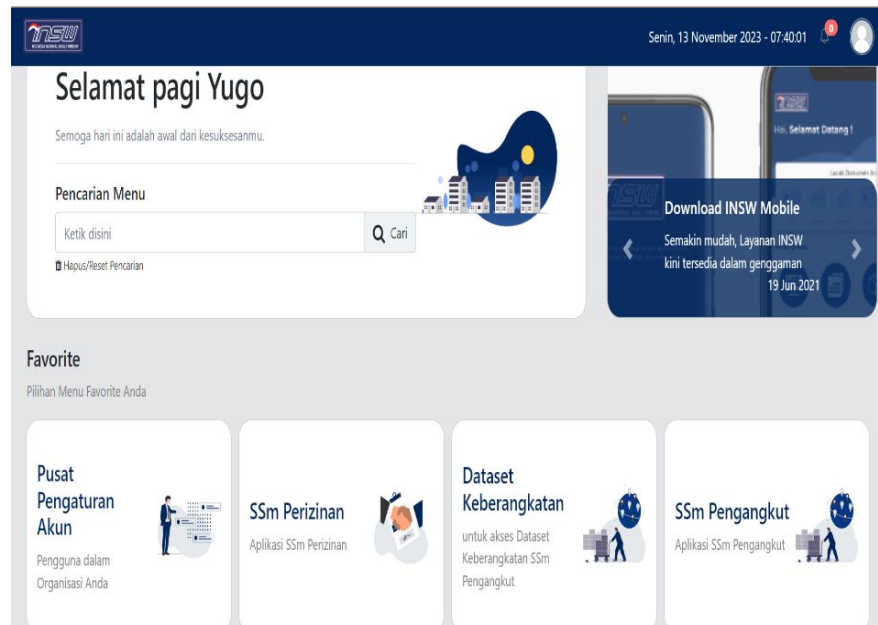 INSW
Senin, 13 November 2023 - 07:40:01
0
Selamat pagi Yugo
Semoga hari ini adalah awal dari kesuksesanmu.
Pencarian Menu
Ketik disini
Cari
Hapus/Reset Pencarian
INSW
Hai, Selamat Datang !
Download INSW Mobile
Semakin mudah, Layanan INSW
kini tersedia dalam genggaman
19 Jun 2021
Favorite
Pilihan Menu Favorite Anda
Pusat
Pengaturan
Akun
Pengguna dalam
Organisasi Anda
SSm Perizinan
Aplikasi SSm Perizinan
Dataset
Keberangkatan
untuk akses Dataset
Keberangkatan SSm
Pengangkut
SSm Pengangkut
Aplikasi SSm Pengangkut